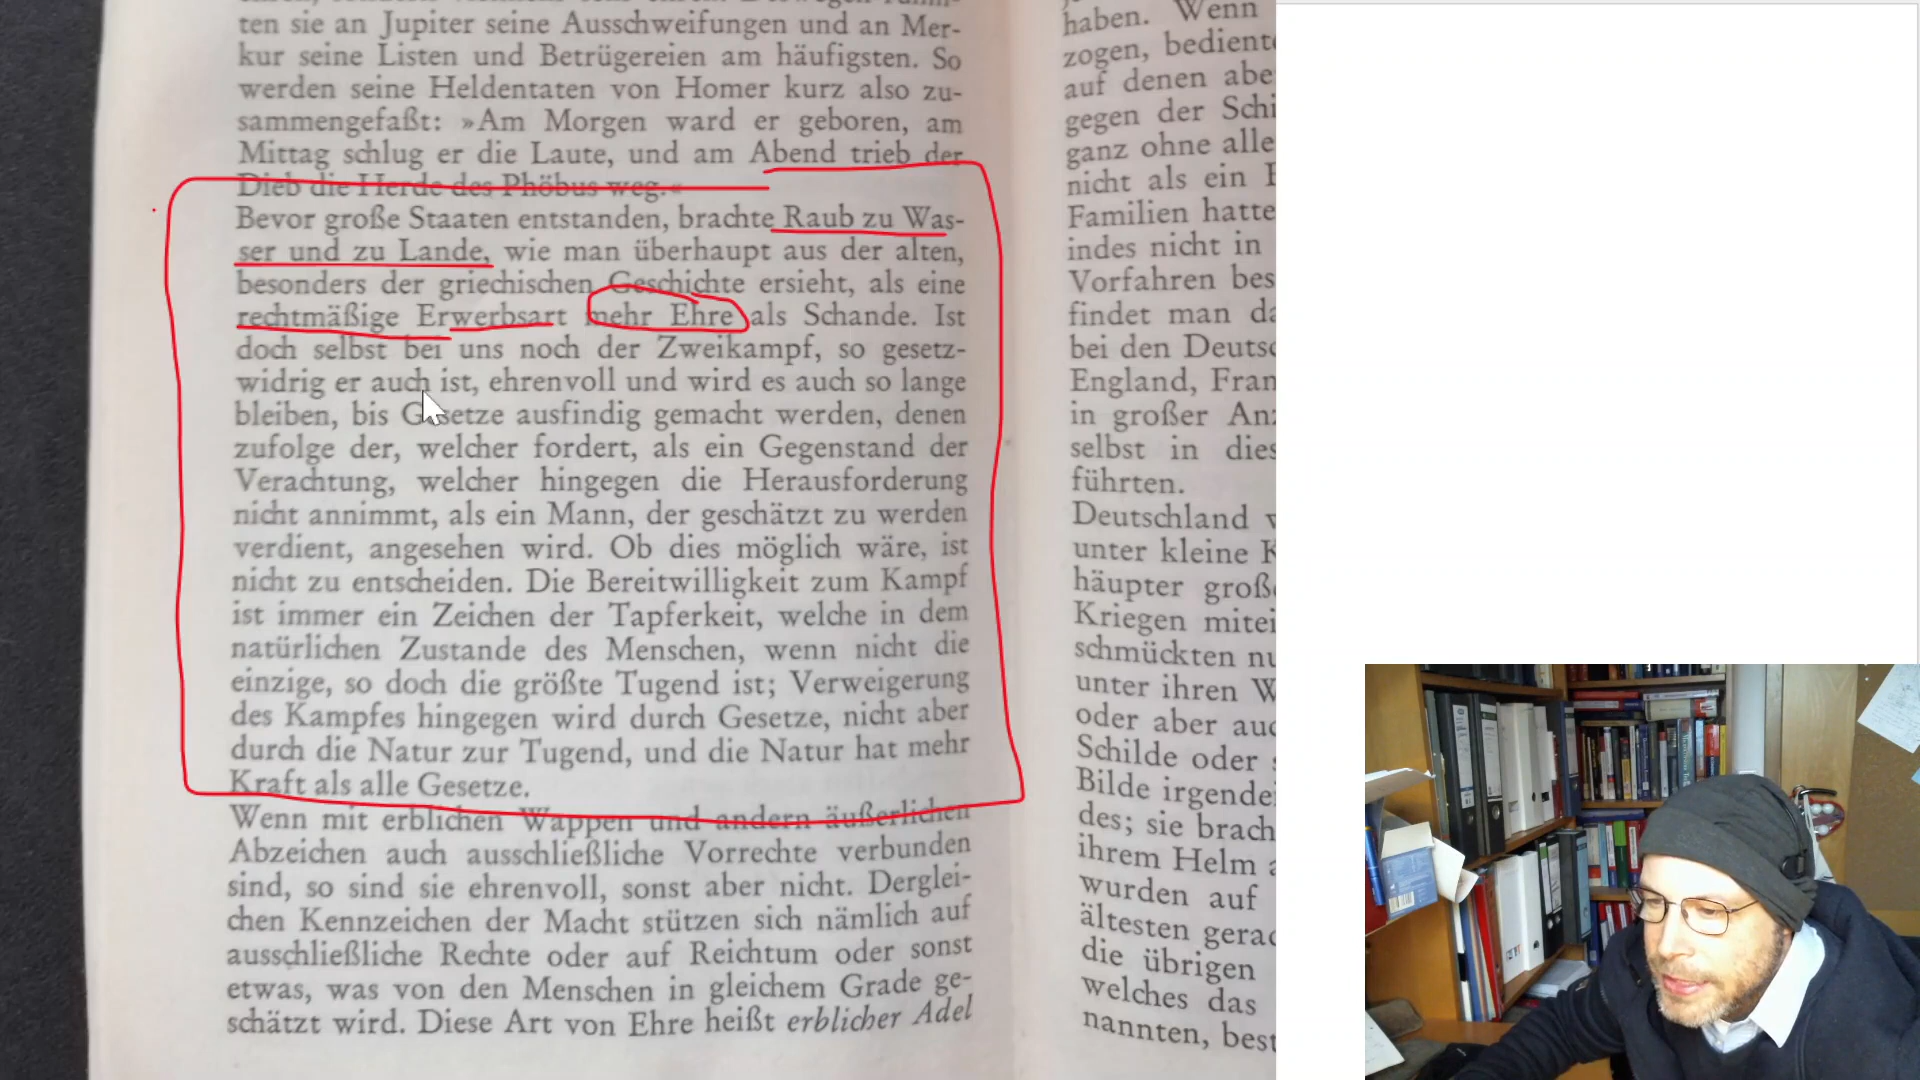 ten sie an Jupiter seine Ausschweifungen und an Mer-
kur seine Listen und Betrügereien am häufigsten. So
werden seine Heldentaten von Homer kurz also zu-
sammengefaßt: »Am Morgen ward er geboren, am
Mittag schlug er die Laute, und am Abend trieb der
Dieb die Herde des Phöbus weg.«
Bevor große Staaten entstanden, brachte Raub zu Was-
ser und zu Lande, wie man überhaupt aus der alten,
besonders der griechischen Geschichte ersieht, als eine
rechtmäßige Erwerbsart mehr Ehre als Schande. Ist
doch selbst bei uns noch der Zweikampf, so gesetz-
widrig er auch ist, ehrenvoll und wird es auch so lange
bleiben, bis Gesetze ausfindig gemacht werden, denen
zufolge der, welcher fordert, als ein Gegenstand der
Verachtung, welcher hingegen die Herausforderung
nicht annimmt, als ein Mann, der geschätzt zu werden
verdient, angesehen wird. Ob dies möglich wäre, ist
nicht zu entscheiden. Die Bereitwilligkeit zum Kampf
ist immer ein Zeichen der Tapferkeit, welche in dem
natürlichen Zustande des Menschen, wenn nicht die
einzige, so doch die größte Tugend ist; Verweigerung
des Kampfes hingegen wird durch Gesetze, nicht aber
durch die Natur zur Tugend, und die Natur hat mehr
Kraft als alle Gesetze.
Wenn mit erblichen Wappen und andern äußerlichen
Abzeichen auch ausschließliche Vorrechte verbunden
sind, so sind sie ehrenvoll, sonst aber nicht. Derglei-
chen Kennzeichen der Macht stützen sich nämlich auf
ausschließliche Rechte oder auf Reichtum oder sonst
etwas, was von den Menschen in gleichem Grade ge-
schätzt wird. Diese Art von Ehre heißt erblicher Adel
haben. Wenn
zogen, bediente
auf denen abe
gegen der Schi
ganz ohne alle
nicht als ein
Familien hatte
indes nicht in
Vorfahren bes
findet man da
bei den Deutsc
England, Fran
in großer An
selbst in dies
führten.
Deutschland
unter kleine
häupter groß
Kriegen mitei
schmückten nu
unter ihren W
oder aber auc
Schilde oder
Bilde irgende
des; sie brach
ihrem Helm a
wurden auf
ältesten gerad
die übrigen
welches das
nannten, best